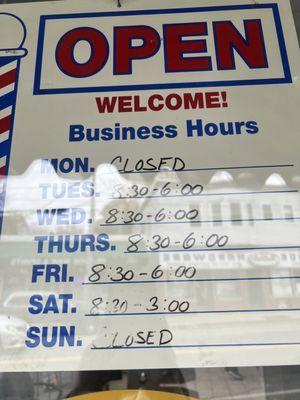 OPEN
WELCOME!
Business Hours
MON. CLOSED
TUES. 8:30-6:00
WED. 8:30-6:00
THURS. 8:30-6:00
FRI. 8:30-6:00
SAT. 8:30-3:00
SUN. CLOSED